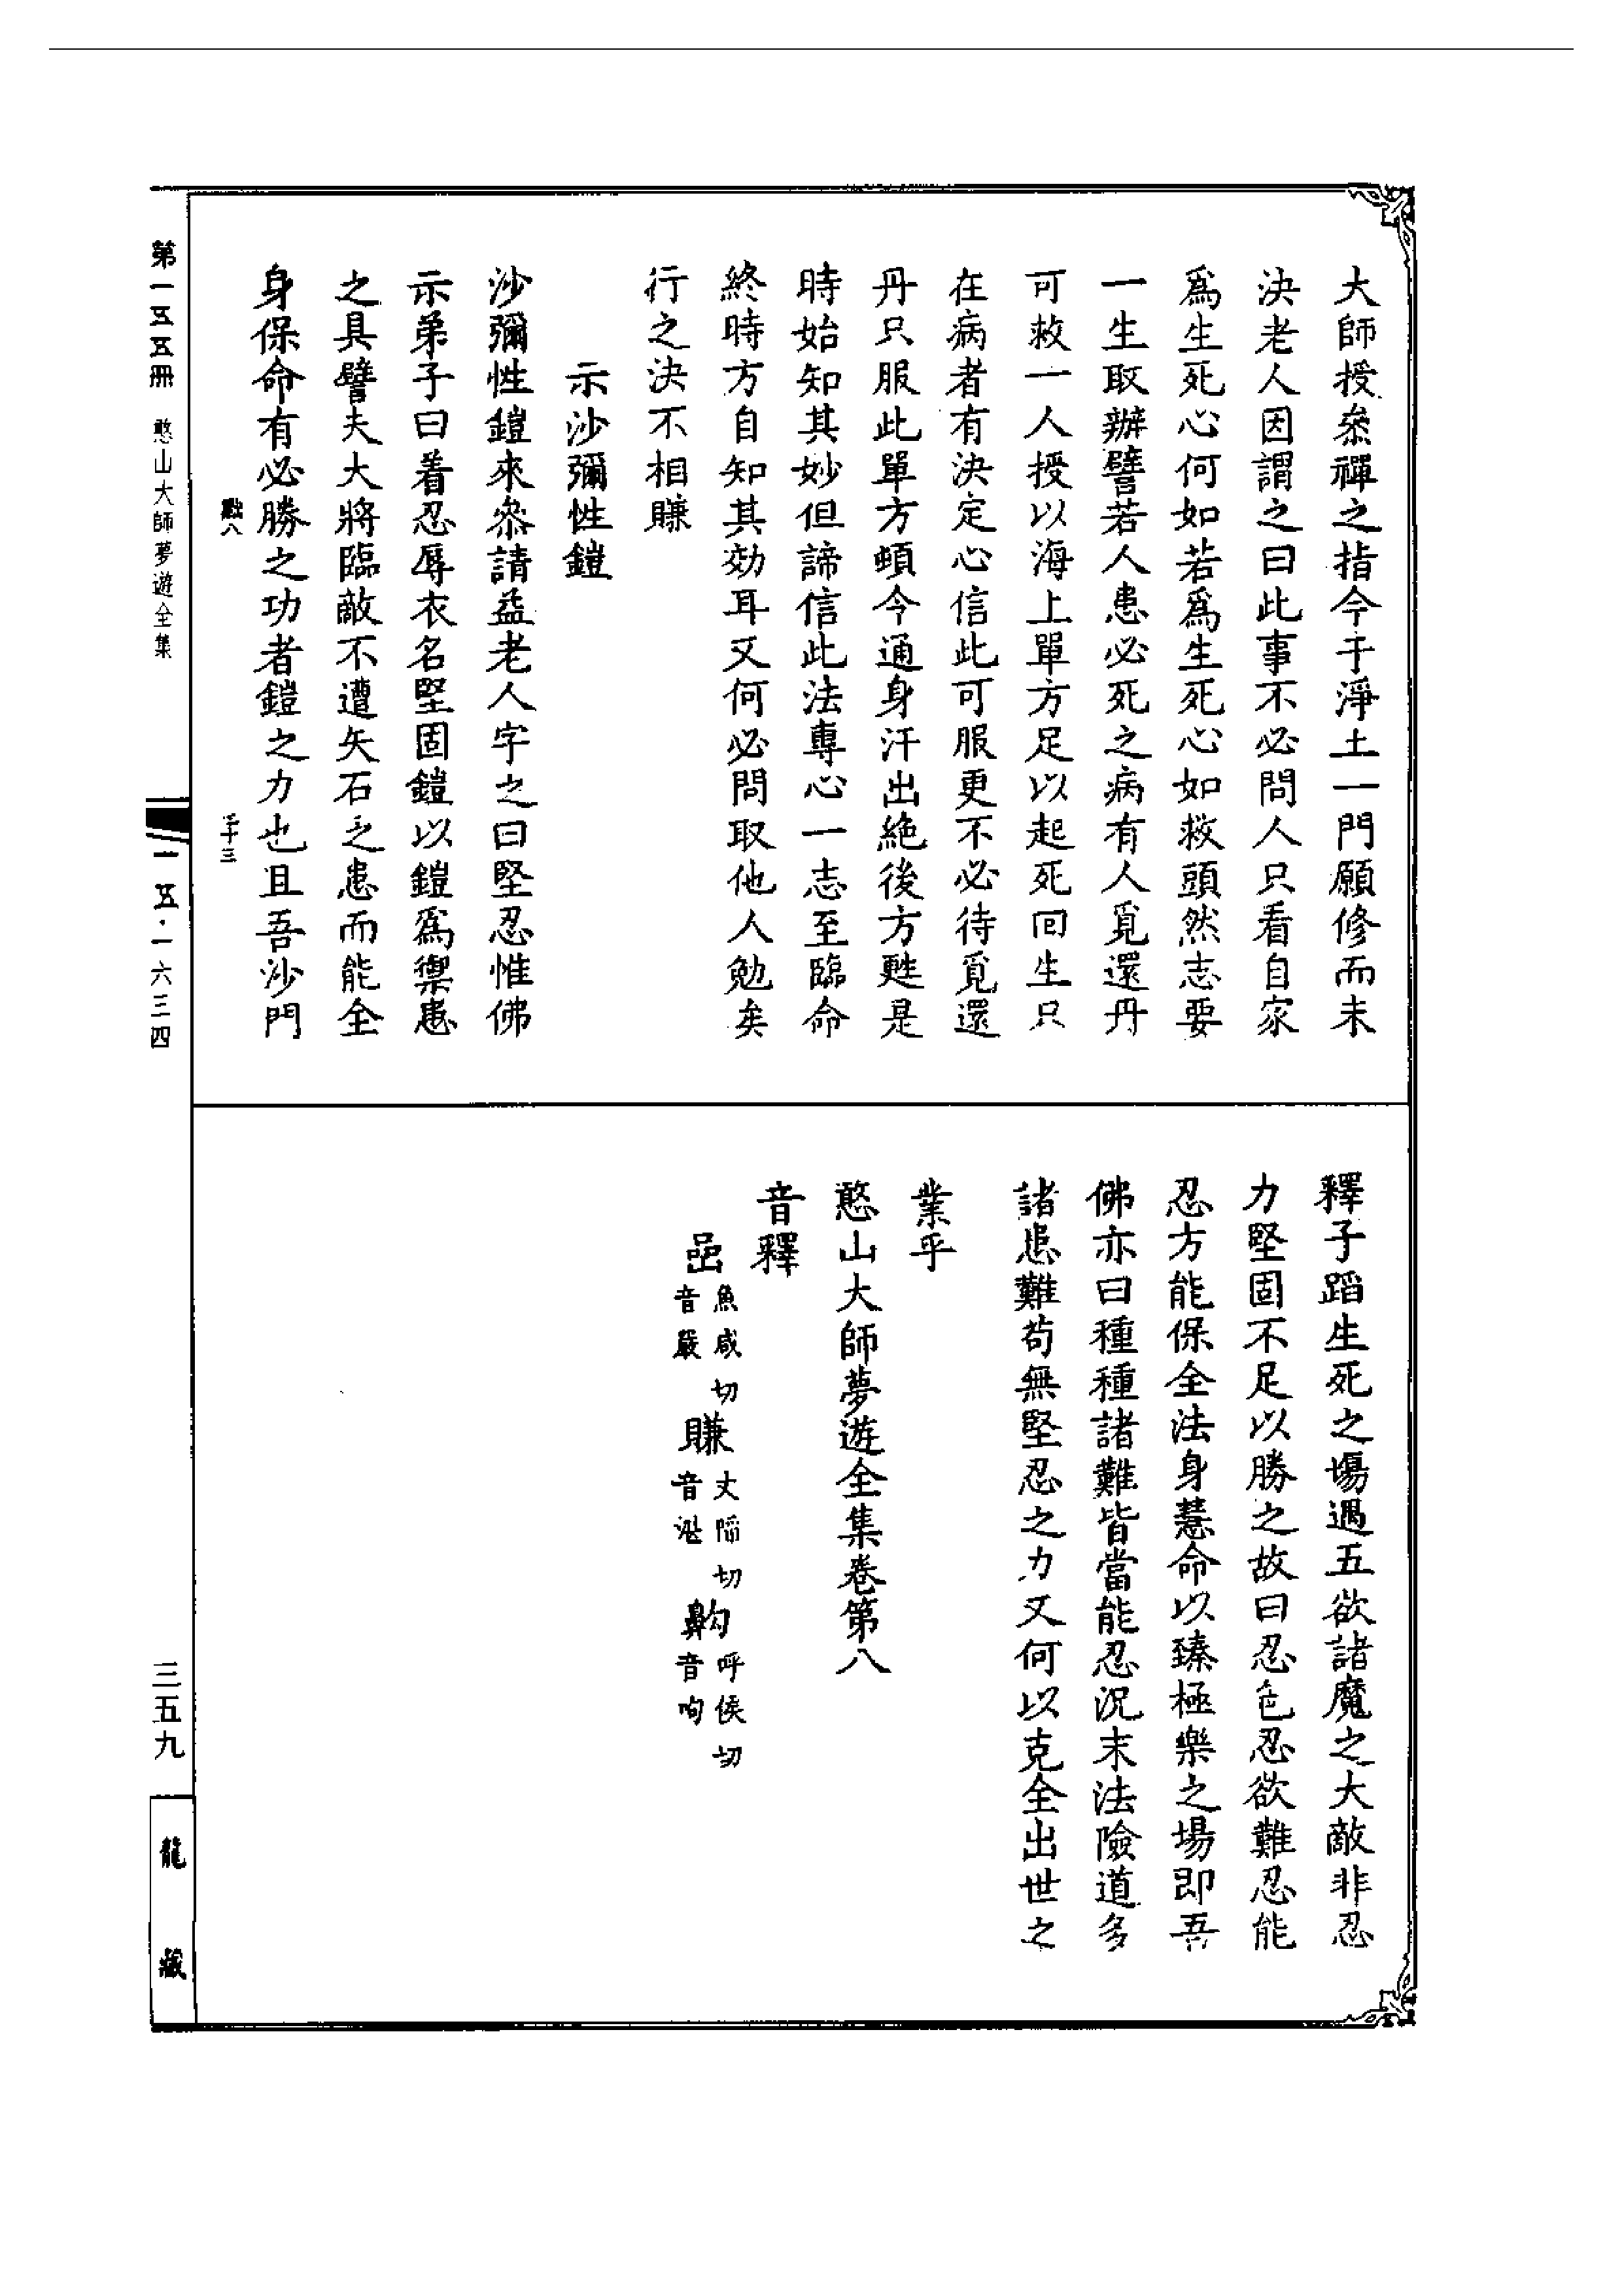 大師授叅禪之指今于淨土一門願修而未
決老人因謂之曰此事不必問人只看自家
爲生死心何如若爲生死心如救頭然志要
一生取辦譬若人患必死之病有人覓還丹
可救一人授以海上單方足以起死回生只
在病者有決定心信此可服更不必待覓還
丹只服此單方頓令通身汗出絶後方甦是
時始知其妙但諦信此法專心一志至臨命
終時方自知其効耳又何必問取他人勉矣
行之決不相賺
示沙彌性鎧
沙彌性鎧來叅請益老人字之曰堅忍惟佛
示弟子曰着忍辱衣名堅固鎧以鎧爲禦患
之具譬夫大將臨敵不遭矢石之患而能全
身保命有必勝之功者鎧之力也且吾沙門
釋子蹈生死之場遇五欲諸魔之大敵非忍
力堅固不足以勝之故曰忍色忍欲難忍能
忍方能保全法身慧命以臻極樂之場即吾
佛亦曰種種諸難皆當能忍況末法險道多
諸患難苟無堅忍之力又何以克全出世之
業乎
憨山大師夢遊全集卷第八
音釋
嵒 魚咸切 音嚴 賺 丈陷切 音湛 齁 呼侯切 音呴
第一五五冊 憨山大師夢遊全集
一五·一六三四
三五九
龍藏